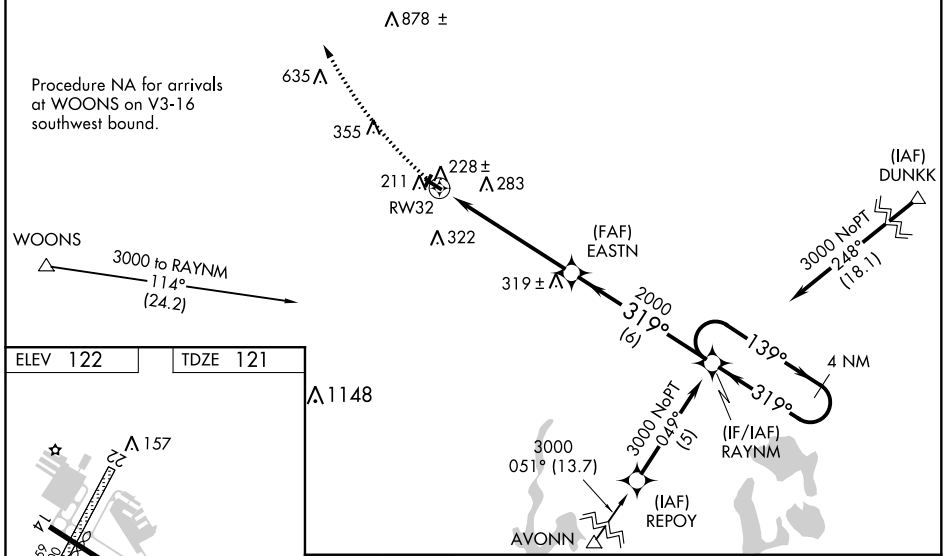 878 ±
635
Procedure NA for arrivals
at WOONS on V3-16
southwest bound.
355
228 ±
211
283
RW32
(IAF)
DUNKK
3000 NoPT
248°
(18.1)
322
WOONS
3000 to RAYNM
114°
(24.2)
(FAF)
EASTN
319 ±
2000
319°
(6)
139°
4 NM
319°
(IF/IAF)
RAYNM
3000 NoPT
049°
(5)
3000
051° (13.7)
(IAF)
REPOY
AVONN
ELEV 122
TDZE 121
1148
157
22
14